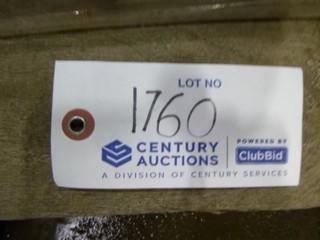 LOT NO
1760
CENTURY AUCTIONS
POWERED BY
ClubBid
A DIVISION OF CENTURY SERVICES